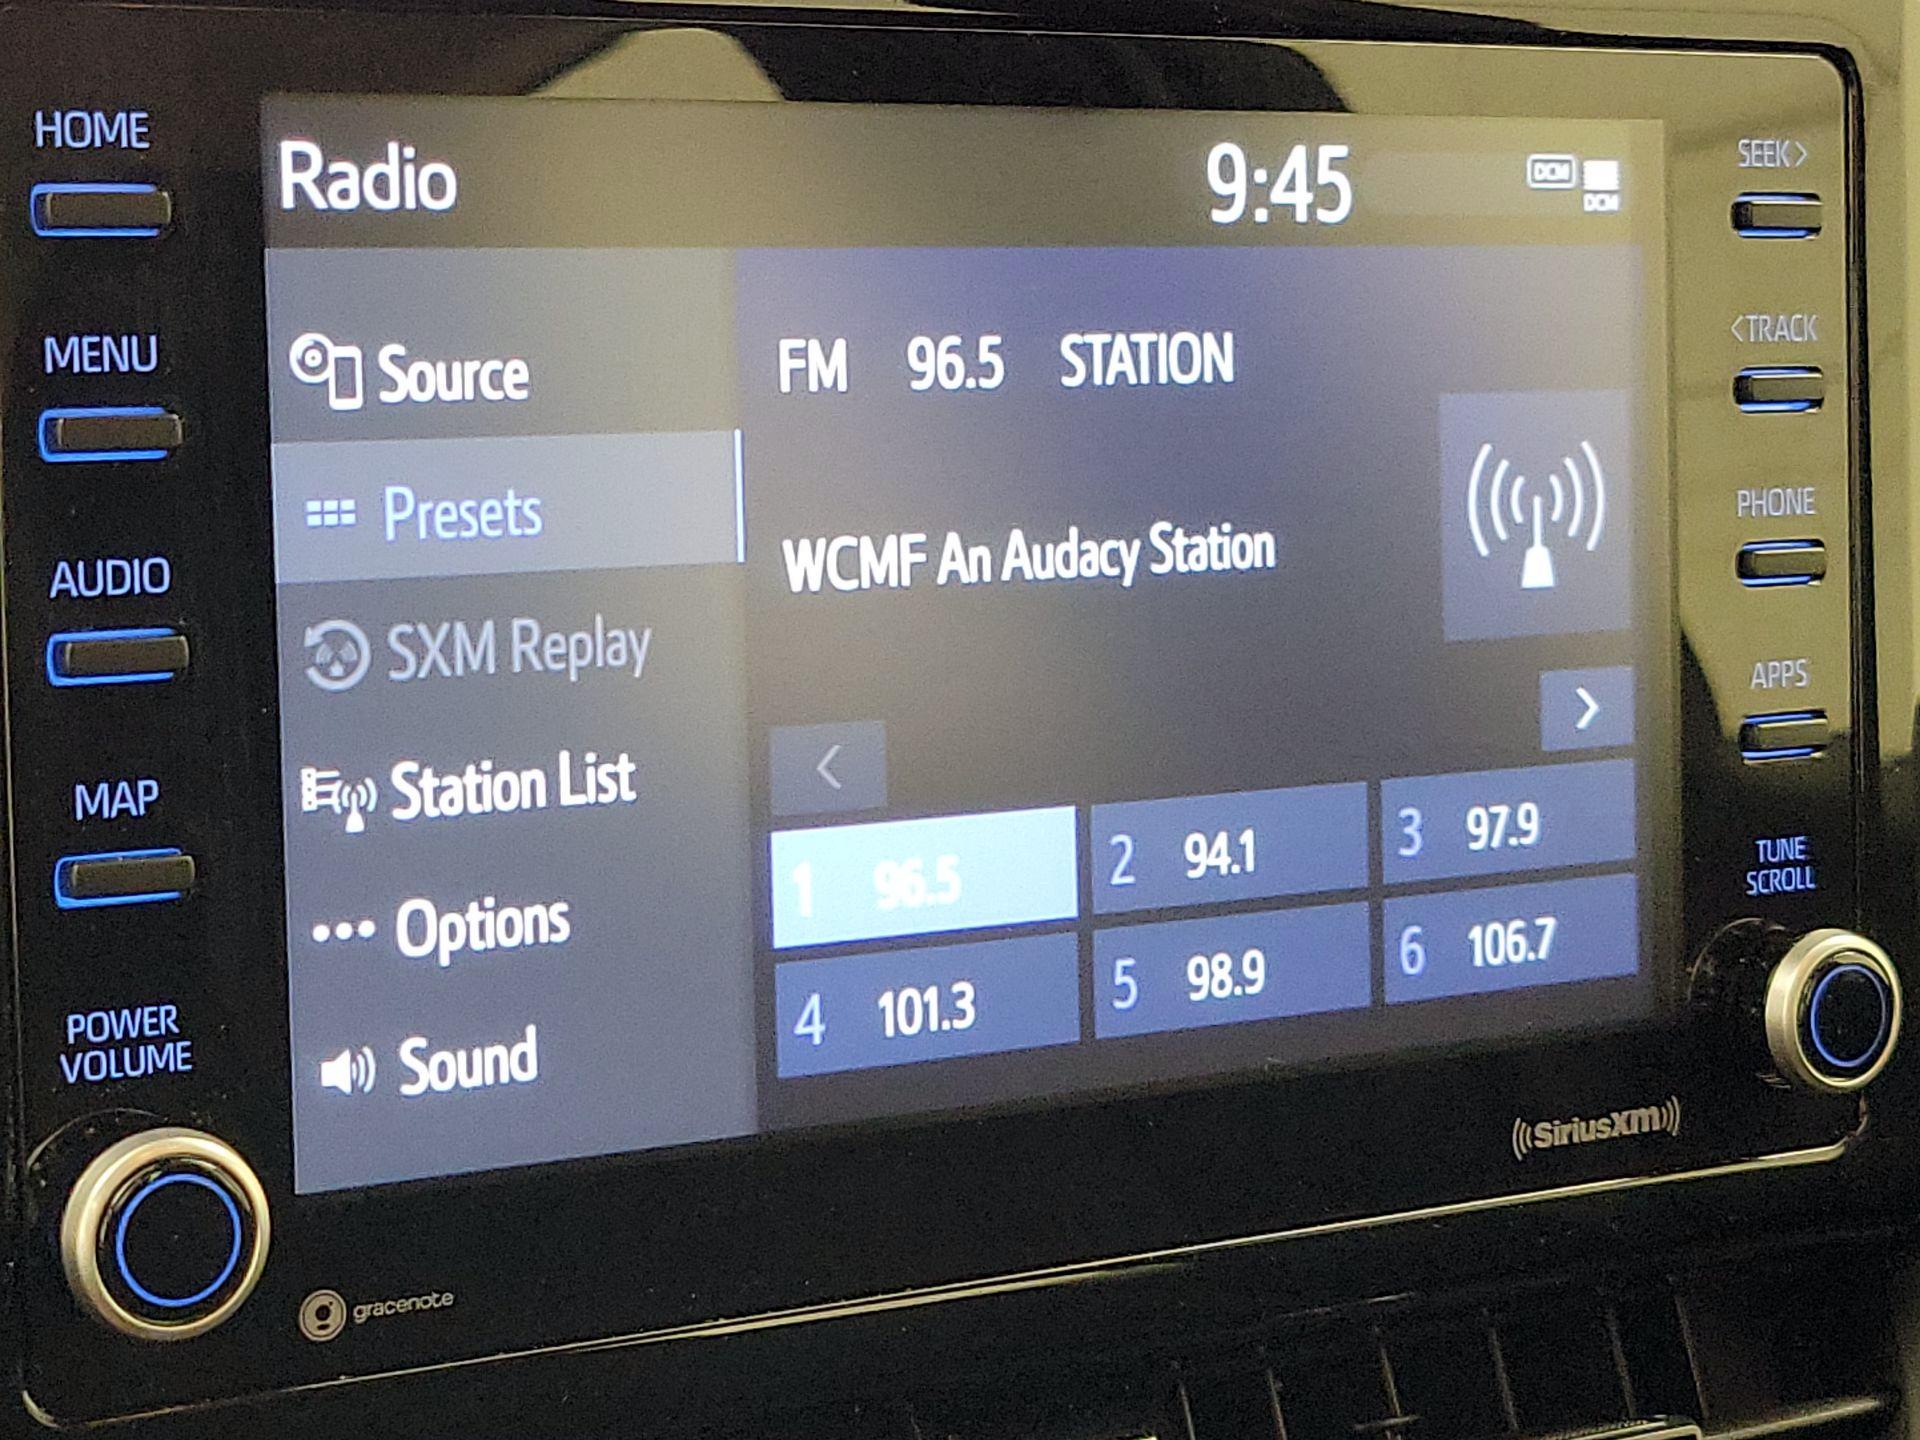 HOME
MENU
AUDIO
MAP
POWER
VOLUME
Radio
9:45
DCM
DCM
Source
Presets
SXM Replay
Station List
Options
Sound
FM 96.5 STATION
WCMF An Audacy Station
<
>
1 96.5
2 94.1
3 97.9
4 101.3
5 98.9
6 106.7
SEEK >
< TRACK
PHONE
APPS
TUNE
SCROLL
SiriusXM
gracenote